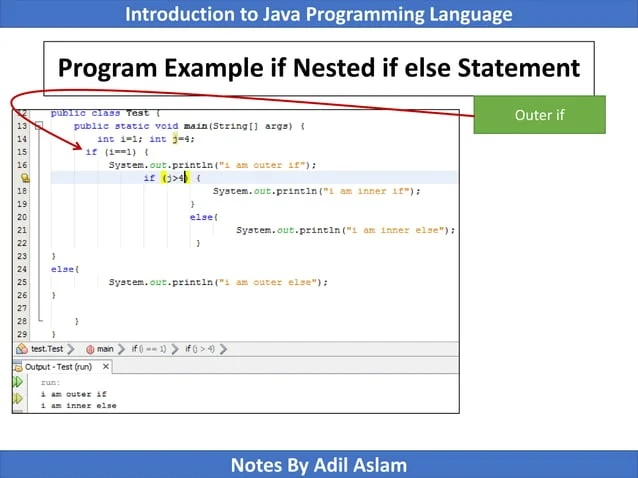 Introduction to Java Programming Language
Program Example if Nested if else Statement
Outer if
12 public class Test {
13 public static void main(String[] args) {
14 int i=1; int j=4;
15 if (i==1) {
16 System.out.println("i am outer if");
if (j>4) {
18 System.out.println("i am inner if");
19 }
20 else{
21 System.out.println("i am inner else");
22 }
23 }
24 else{
25 System.out.println("i am outer else");
26 }
27
28 }
29 }
test.Test main if (i == 1) if (j > 4)
Output - Test (run) X
run:
i am outer if
i am inner else
Notes By Adil Aslam